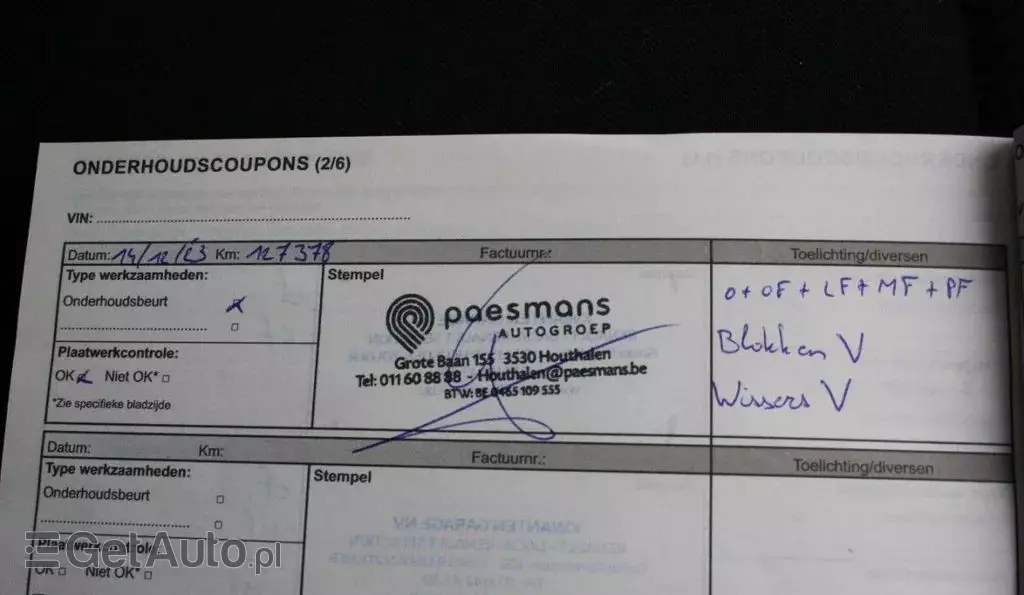 ONDERHOUDSCOUPONS (2/6)
VIN:
Datum: 14/12/23 Km: 127378 Factuurnr.: Toelichting/diversen
Type werkzaamheden:
Onderhoudsbeurt
Stempel
paesmans
AUTOGROEP
Grote Baan 155 3530 Houthalen
Tel: 011 60 88 88 - Houthalen@paesmans.be
BTW: BE 0465 109 555
O + OF + LF + MF + PF
Blokken V
Wissers V
Plaatwerkcontrole:
OK Niet OK*
*Zie specifieke bladzijde
Datum: Km: Factuurnr.: Toelichting/diversen
Type werkzaamheden:
Onderhoudsbeurt
Stempel
Plaatwerkcontrole:
OK Niet OK*
GetAuto.pl